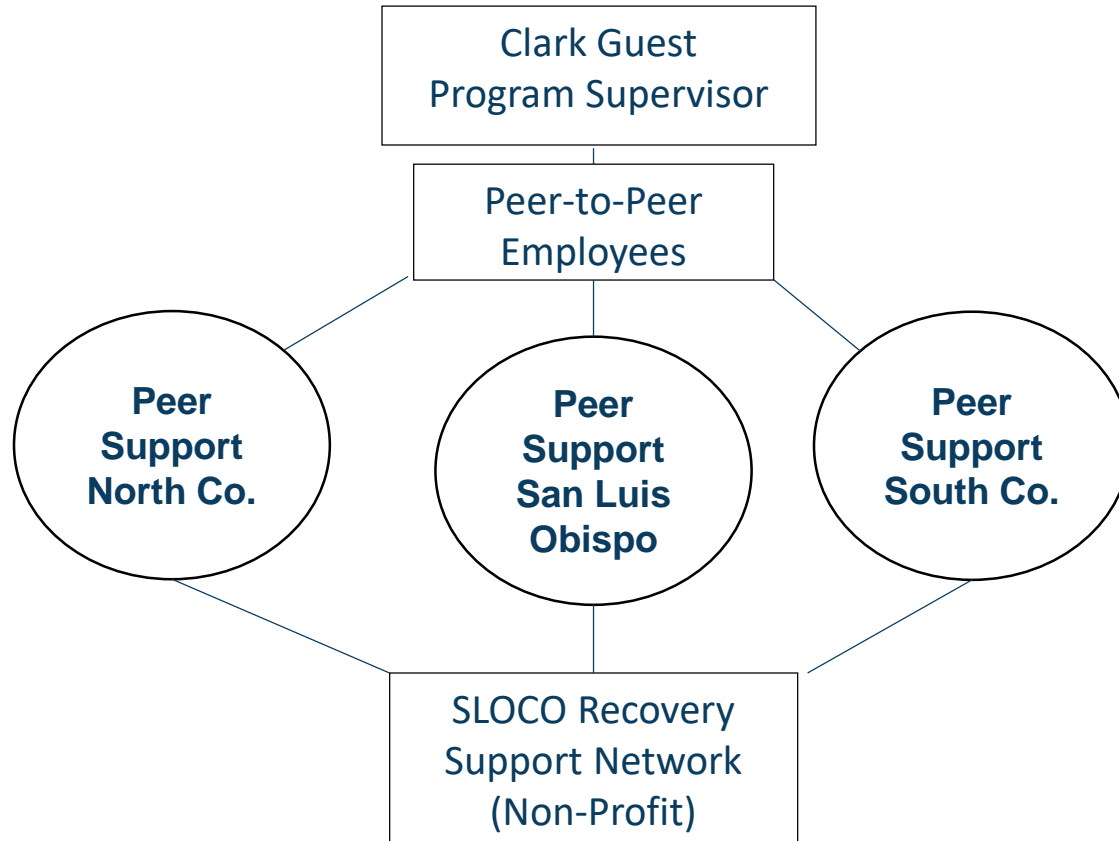 Clark Guest
Program Supervisor
Peer-to-Peer
Employees
Peer
Support
North Co.
Peer
Support
San Luis
Obispo
Peer
Support
South Co.
SLOCO Recovery
Support Network
(Non-Profit)